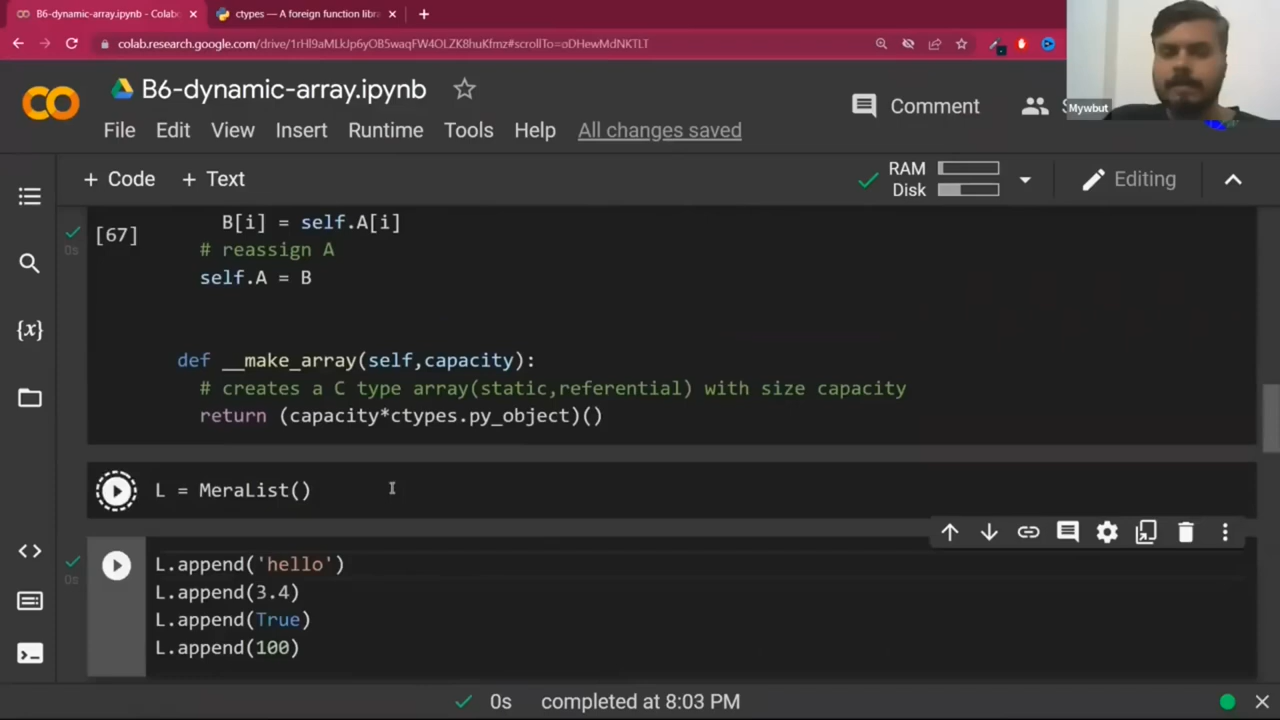 B6-dynamic-array.ipynb - Colab
ctypes — A foreign function libra
colab.research.google.com/drive/1rHl9aMLkJp6yOB5waqFW4OLZK8huKfmz#scrollTo=oDHewMdNKTLT
Mywbut
B6-dynamic-array.ipynb
Comment
File Edit View Insert Runtime Tools Help All changes saved
+ Code + Text
RAM
Disk
Editing
[67]
0s
B[i] = self.A[i]
# reassign A
self.A = B
def __make_array(self,capacity):
# creates a C type array(static,referential) with size capacity
return (capacity*ctypes.py_object)()
L = MeraList()
0s
L.append('hello')
L.append(3.4)
L.append(True)
L.append(100)
0s completed at 8:03 PM